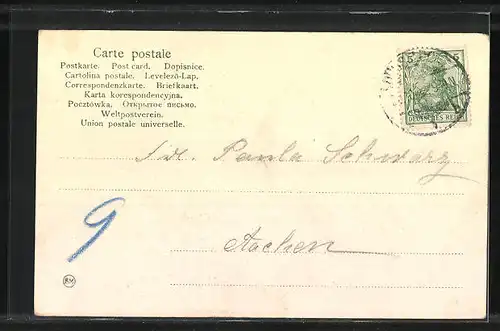 Carte postale
Postkarte. Post card. Dopisnice.
Cartolina postale. Levelező-Lap.
Correspondenzkarte. Briefkaart.
Karta korespondencyjna.
Pocztówka. Открытое письмо.
Weltpostverein.
Union postale universelle.
DEUTSCHES REICH
Paula Schwarz
9
Aachen